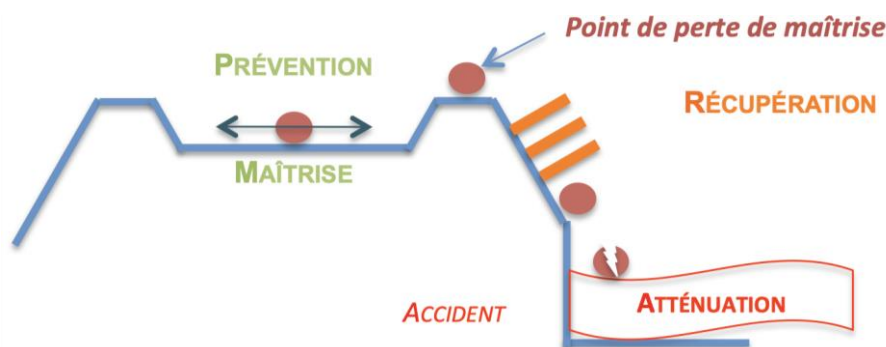 Point de perte de maîtrise
PRÉVENTION
RÉCUPÉRATION
MAÎTRISE
ATTÉNUATION
ACCIDENT